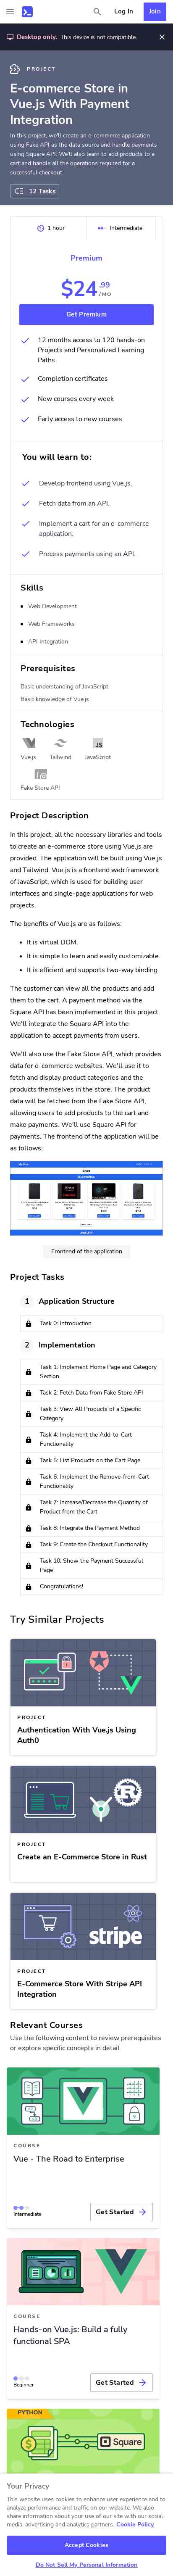 Log In
Join
Desktop only. This device is not compatible.
PROJECT
E-commerce Store in
Vue.js With Payment
Integration
In this project, we'll create an e-commerce application
using Fake API as the data source and handle payments
using Square API. We'll also learn to add products to a
cart and handle all the operations required for a
successful checkout.
12 Tasks
1 hour
Intermediate
Premium
$24 .99
/MO
Get Premium
12 months access to 120 hands-on
Projects and Personalized Learning
Paths
Completion certificates
New courses every week
Early access to new courses
You will learn to:
Develop frontend using Vue.js.
Fetch data from an API.
Implement a cart for an e-commerce
application.
Process payments using an API.
Skills
Web Development
Web Frameworks
API Integration
Prerequisites
Basic understanding of JavaScript
Basic knowledge of Vue.js
Technologies
JS
Vue.js
Tailwind
JavaScript
Fake Store API
Project Description
In this project, all the necessary libraries and tools
to create an e-commerce store using Vue.js are
provided. The application will be built using Vue.js
and Tailwind. Vue.js is a frontend web framework
of JavaScript, which is used for building user
interfaces and single-page applications for web
projects.
The benefits of Vue.js are as follows:
It is virtual DOM.
It is simple to learn and easily customizable.
It is efficient and supports two-way binding.
The customer can view all the products and add
them to the cart. A payment method via the
Square API has been implemented in this project.
We'll integrate the Square API into the
application to accept payments from users.
We'll also use the Fake Store API, which provides
data for e-commerce websites. We'll use it to
fetch and display product categories and the
products available in the store. The product
data will be fetched from the Fake Store API,
allowing users to add products to the cart and
make payments. We'll use Square API for
payments. The frontend of the application will be
as follows:
Frontend of the application
Project Tasks
1 Application Structure
Task 0: Introduction
2 Implementation
Task 1: Implement Home Page and Category
Section
Task 2: Fetch Data from Fake Store API
Task 3: View All Products of a Specific
Category
Task 4: Implement the Add-to-Cart
Functionality
Task 5: List Products on the Cart Page
Task 6: Implement the Remove-from-Cart
Functionality
Task 7: Increase/Decrease the Quantity of
Product from the Cart
Task 8: Integrate the Payment Method
Task 9: Create the Checkout Functionality
Task 10: Show the Payment Successful
Page
Congratulations!
Try Similar Projects
PROJECT
Authentication With Vue.js Using
Auth0
PROJECT
Create an E-Commerce Store in Rust
stripe
PROJECT
E-Commerce Store With Stripe API
Integration
Relevant Courses
Use the following content to review prerequisites
or explore specific concepts in detail.
COURSE
Vue - The Road to Enterprise
Intermediate
Get Started
COURSE
Hands-on Vue.js: Build a fully
functional SPA
Beginner
Get Started
PYTHON
Square
Your Privacy
This website uses cookies to enhance user experience and to
analyze performance and traffic on our website. We also
share information about your use of our site with our social
media, advertising and analytics partners. Cookie Policy
Accept Cookies
Do Not Sell My Personal Information